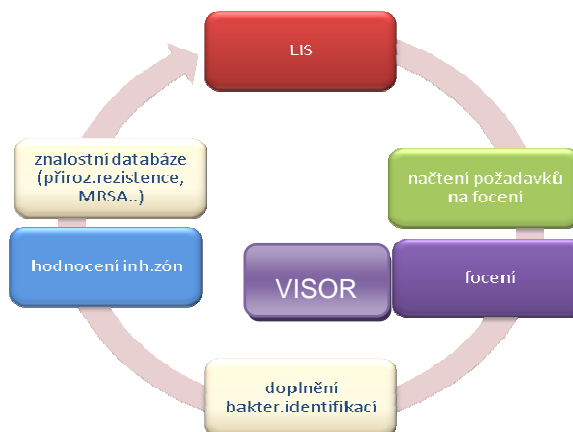 LIS
načtení požadavků
na focení
focení
VISOR
doplnění
bakter.identifikací
hodnocení inh.zón
znalostní databáze
(přiroz.rezistence,
MRSA..)